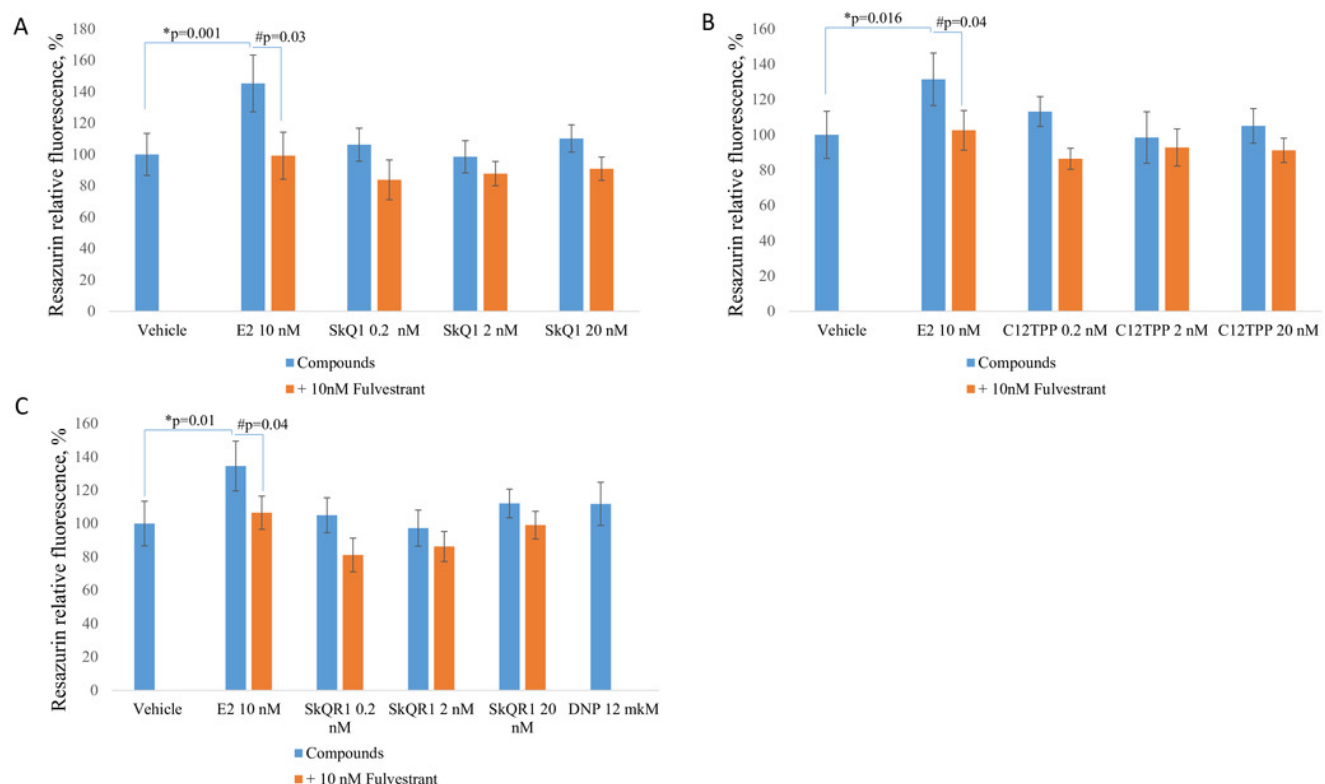 A
Resazurin relative fluorescence, %
180
160
140
120
100
80
60
40
20
0
*p=0.001
#p=0.03
Vehicle
E2 10 nM
SkQ1 0.2 nM
SkQ1 2 nM
SkQ1 20 nM
Compounds
+ 10nM Fulvestrant
B
Resazurin relative fluorescence, %
160
140
120
100
80
60
40
20
0
*p=0.016
#p=0.04
Vehicle
E2 10 nM
C12TPP 0.2 nM
C12TPP 2 nM
C12TPP 20 nM
Compounds
+ 10nM Fulvestrant
C
Resazurin relative fluorescence, %
160
140
120
100
80
60
40
20
0
*p=0.01
#p=0.04
Vehicle
E2 10 nM
SkQR1 0.2
nM
SkQR1 2 nM
SkQR1 20
nM
DNP 12 mkM
Compounds
+ 10 nM Fulvestrant